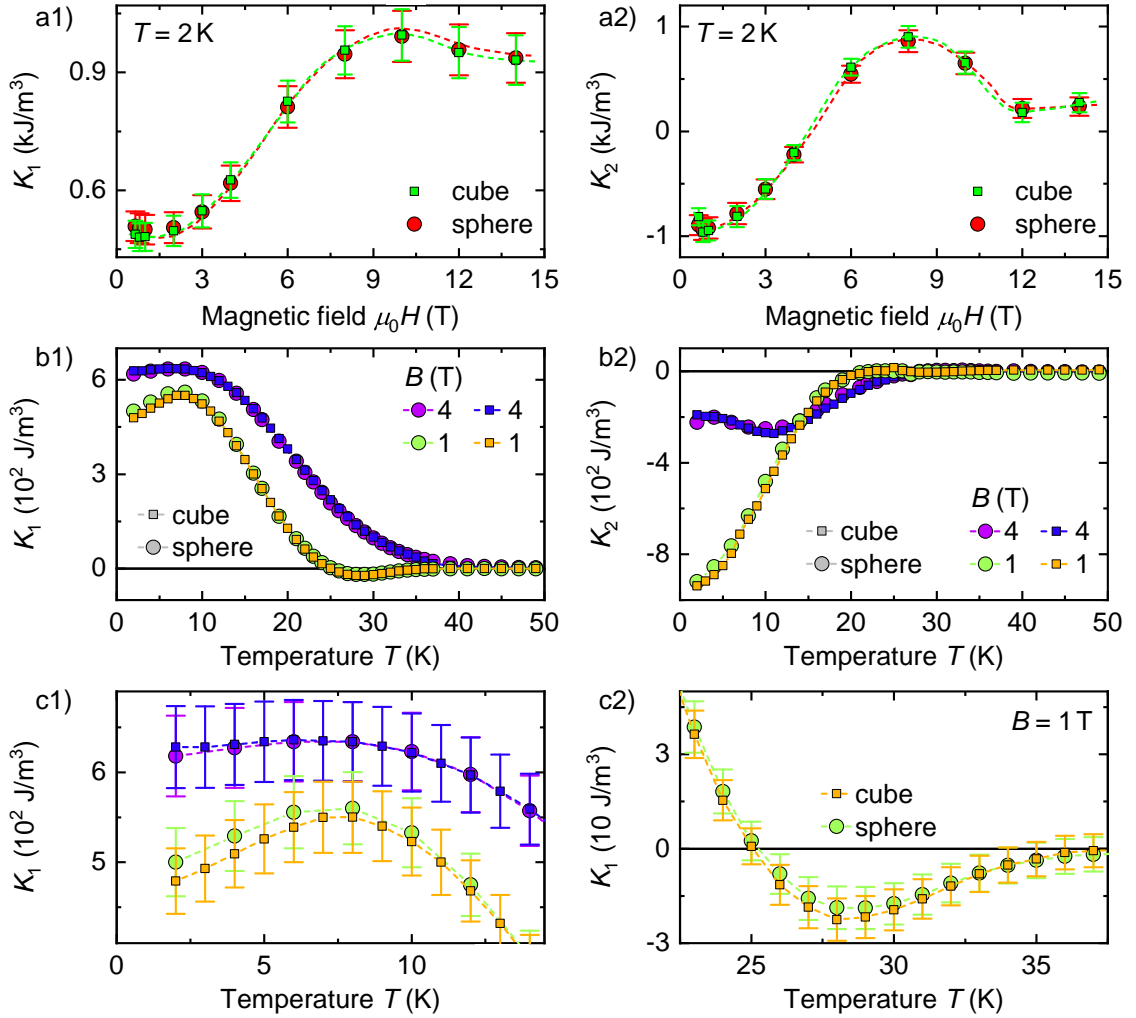 a1)
T = 2 K
K₁ (kJ/m³)
0.9
0.6
cube
sphere
0 3 6 9 12 15
Magnetic field μ₀H (T)
a2)
T = 2 K
K₂ (kJ/m³)
1
0
-1
cube
sphere
0 3 6 9 12 15
Magnetic field μ₀H (T)
b1)
K₁ (10² J/m³)
6
3
0
B (T)
4 4
1 1
cube
sphere
0 10 20 30 40 50
Temperature T (K)
b2)
K₂ (10² J/m³)
0
-4
-8
B (T)
cube 4 4
sphere 1 1
0 10 20 30 40 50
Temperature T (K)
c1)
K₁ (10² J/m³)
6
5
0 5 10
Temperature T (K)
c2)
B = 1 T
K₁ (10 J/m³)
3
0
-3
cube
sphere
25 30 35
Temperature T (K)